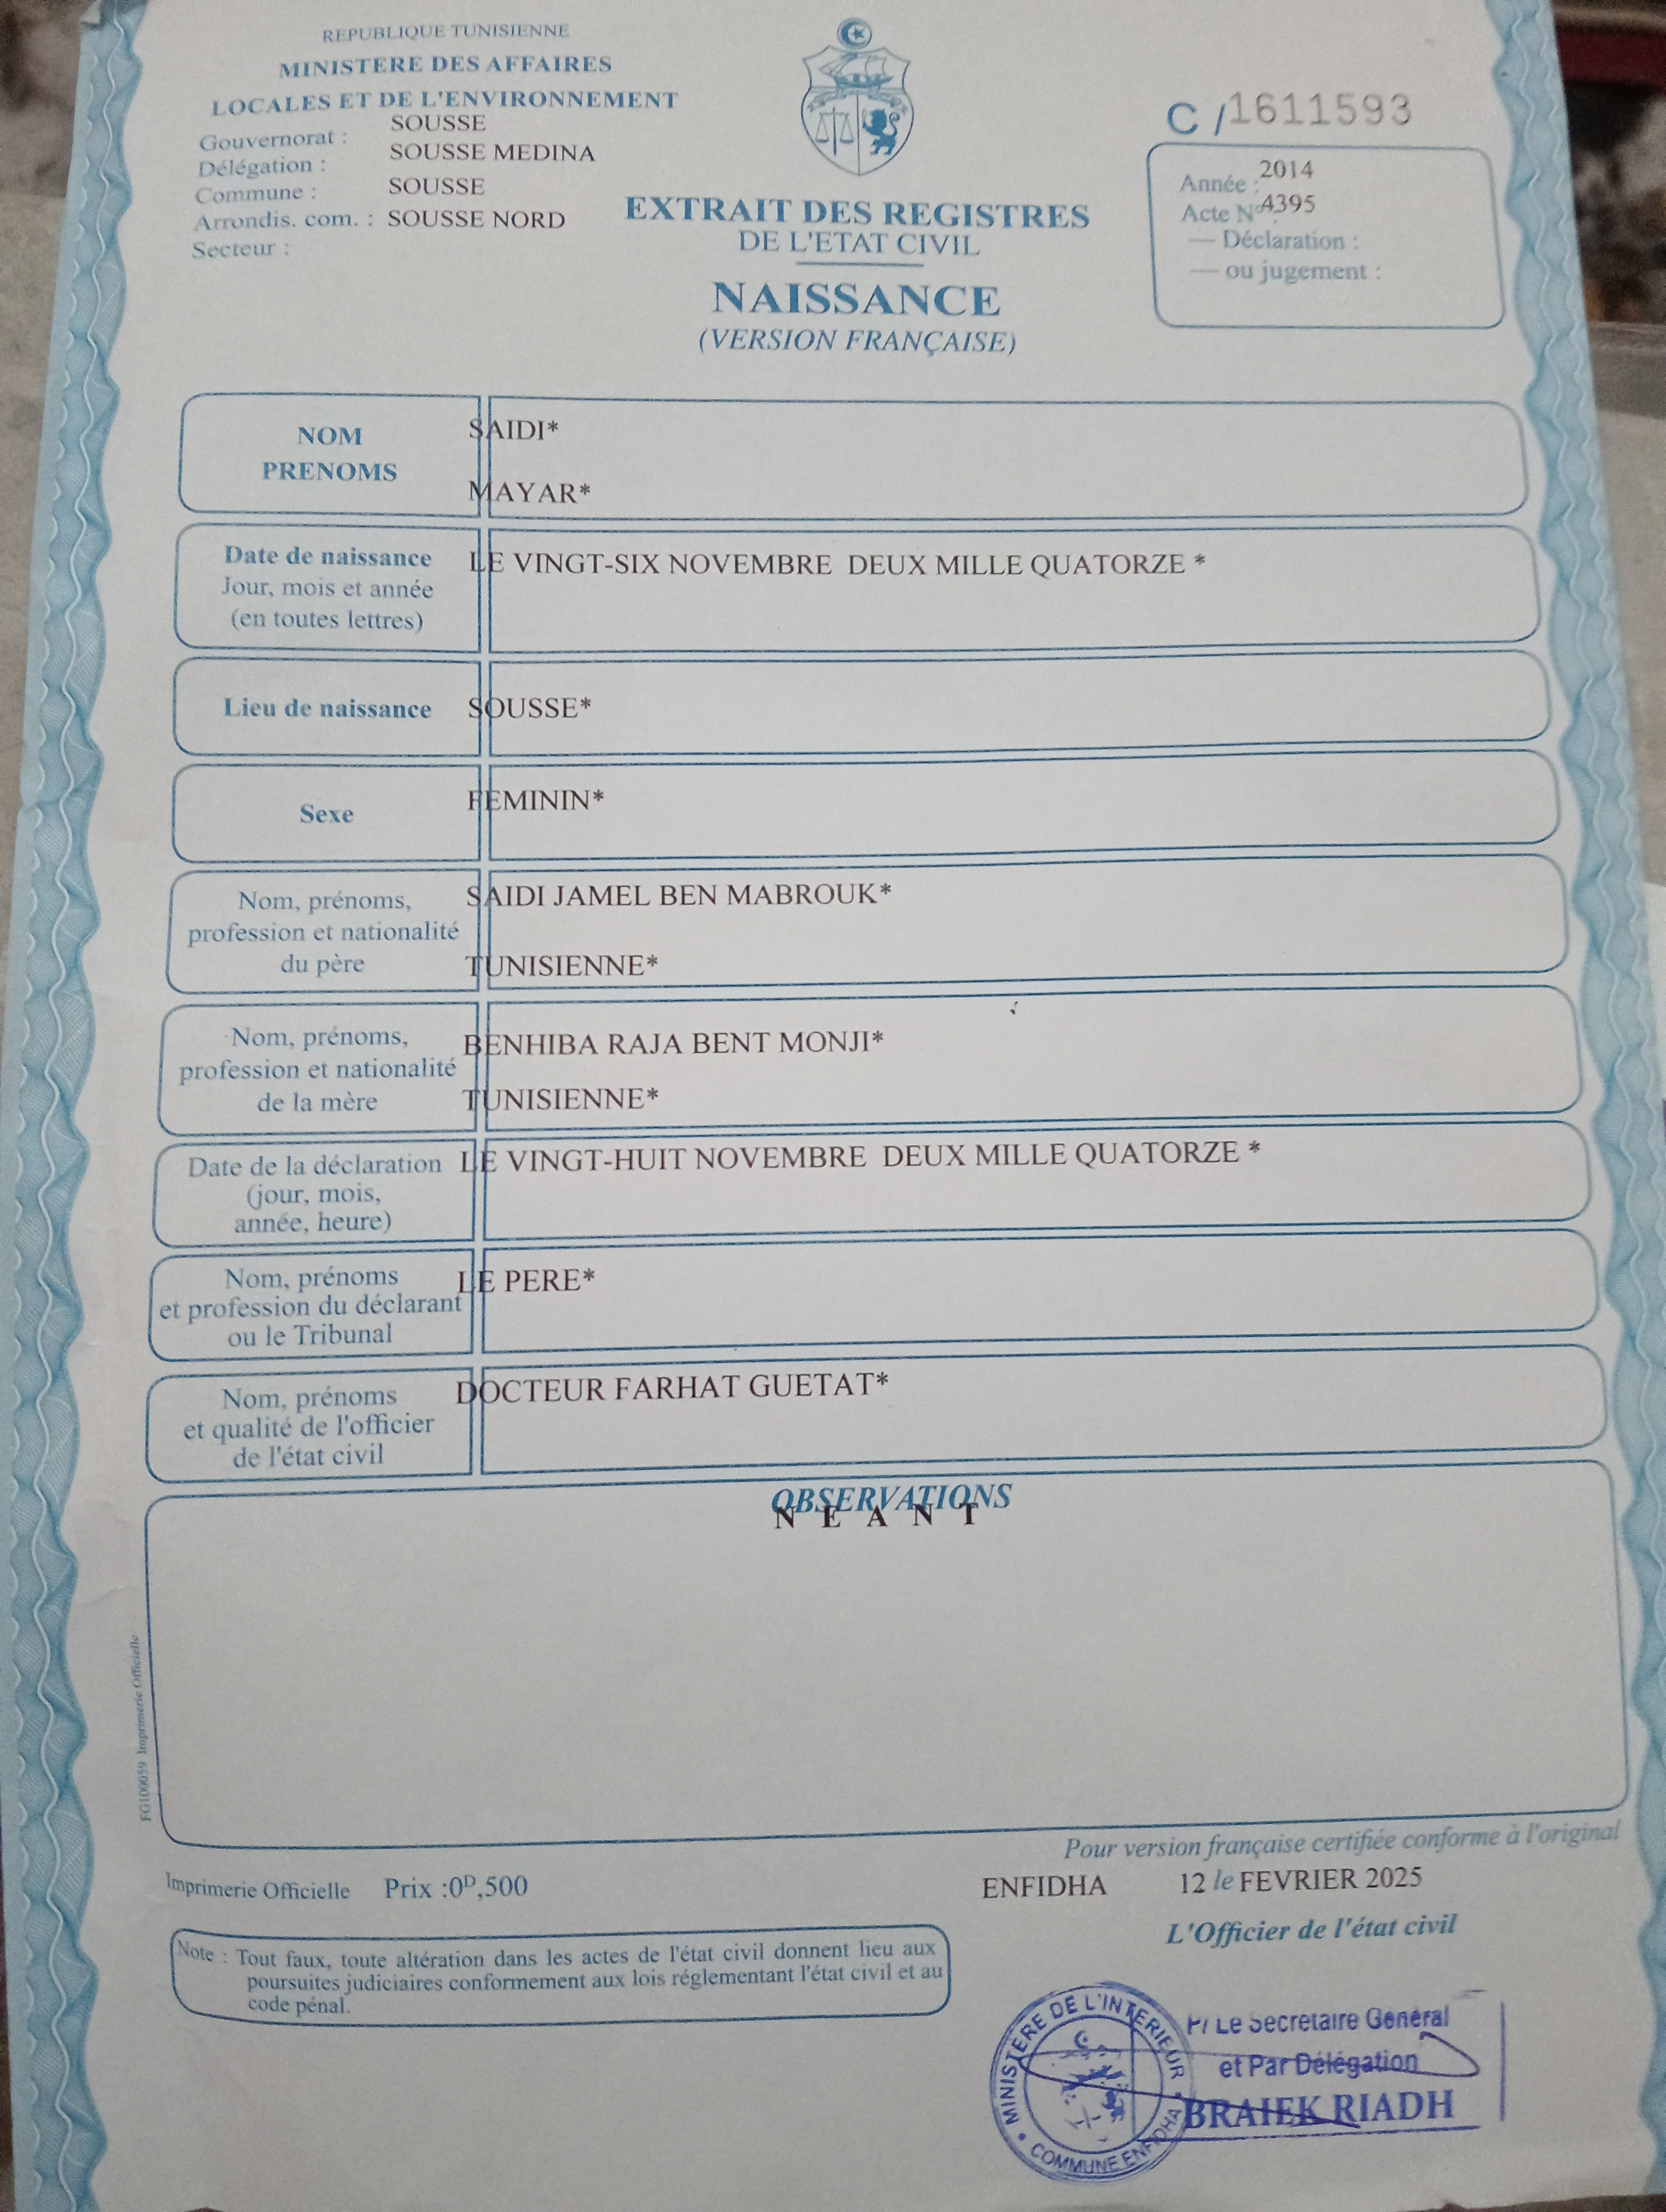 REPUBLIQUE TUNISIENNE
MINISTERE DES AFFAIRES
LOCALES ET DE L'ENVIRONNEMENT
Gouvernorat : SOUSSE
Délégation : SOUSSE MEDINA
Commune : SOUSSE
Arrondis. com. : SOUSSE NORD
Secteur :
EXTRAIT DES REGISTRES
DE L'ETAT CIVIL
NAISSANCE
(VERSION FRANÇAISE)
C /1611593
Année : 2014
Acte N° 4395
— Déclaration :
— ou jugement :
NOM
PRENOMS
SAIDI*
MAYAR*
Date de naissance
Jour, mois et année
(en toutes lettres)
LE VINGT-SIX NOVEMBRE DEUX MILLE QUATORZE *
Lieu de naissance
SOUSSE*
Sexe
FEMININ*
Nom, prénoms,
profession et nationalité
du père
SAIDI JAMEL BEN MABROUK*
TUNISIENNE*
Nom, prénoms,
profession et nationalité
de la mère
BENHIBA RAJA BENT MONJI*
TUNISIENNE*
Date de la déclaration
(jour, mois,
année, heure)
LE VINGT-HUIT NOVEMBRE DEUX MILLE QUATORZE *
Nom, prénoms
et profession du déclarant
ou le Tribunal
LE PERE*
Nom, prénoms
et qualité de l'officier
de l'état civil
DOCTEUR FARHAT GUETAT*
OBSERVATIONS
N E A N T
FG100059 Imprimerie Officielle
Pour version française certifiée conforme à l'original
Imprimerie Officielle Prix :0ᴰ,500
ENFIDHA 12 le FEVRIER 2025
L'Officier de l'état civil
Note : Tout faux, toute altération dans les actes de l'état civil donnent lieu aux
poursuites judiciaires conformement aux lois réglementant l'état civil et au
code pénal.
MINISTERE DE L'INTERIEUR
COMMUNE ENFIDHA
P/ Le Secretaire General
et Par Délégation
BRAIEK RIADH